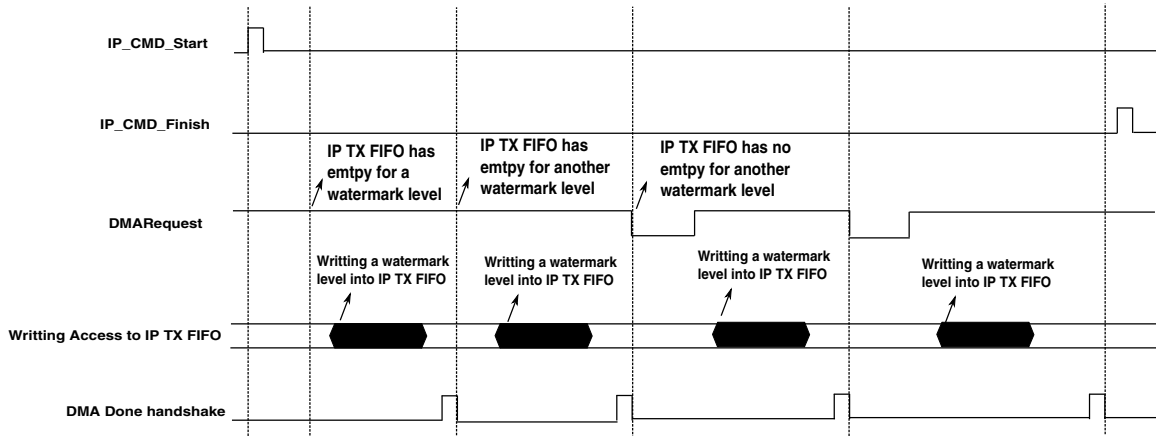 IP_CMD_Start
IP_CMD_Finish
IP TX FIFO has
emtpy for a
watermark level
IP TX FIFO has
emtpy for another
watermark level
IP TX FIFO has no
emtpy for another
watermark level
DMARequest
Writting a watermark
level into IP TX FIFO
Writting a watermark
level into IP TX FIFO
Writting a watermark
level into IP TX FIFO
Writting a watermark
level into IP TX FIFO
Writting Access to IP TX FIFO
DMA Done handshake